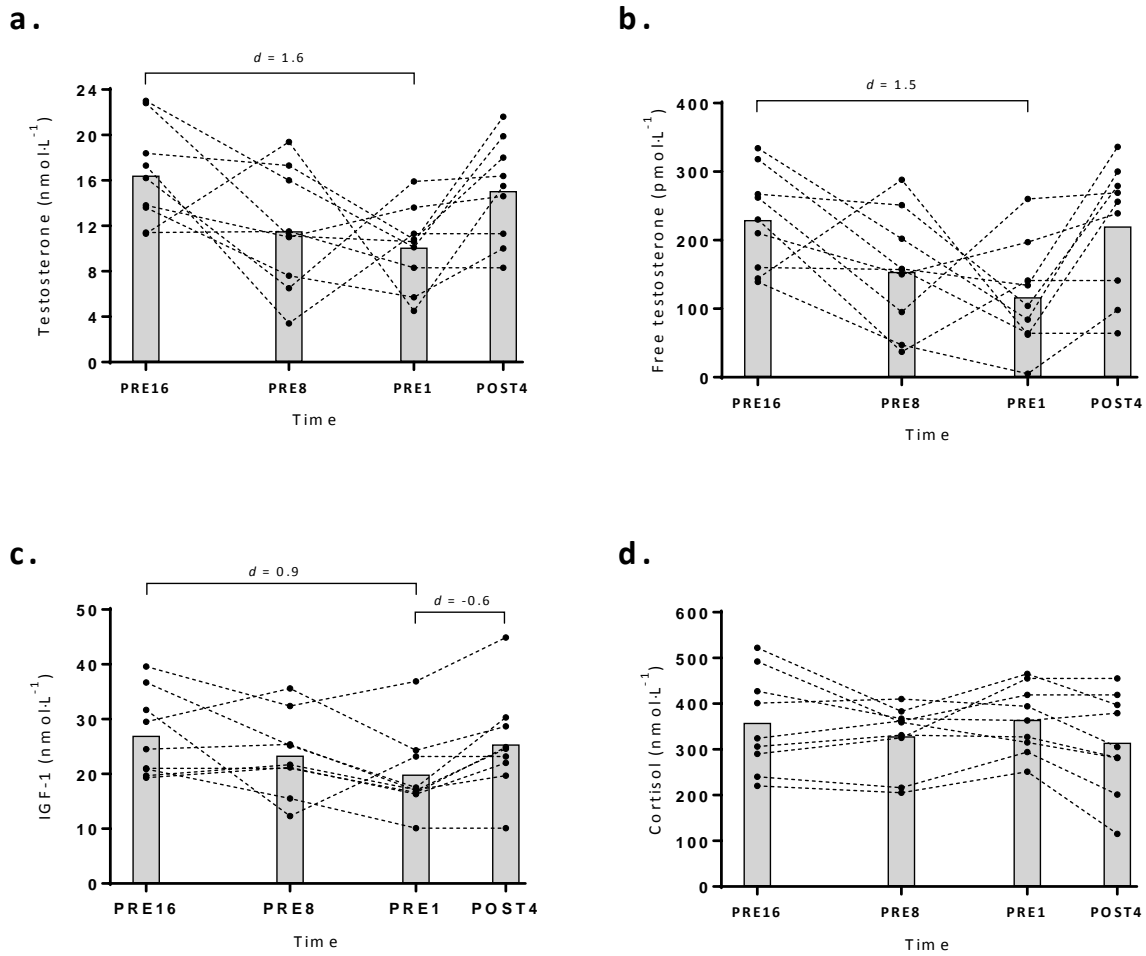 a.
d = 1.6
Testosterone (nmol·L-1)
24
20
16
12
8
4
0
PRE16 PRE8 PRE1 POST4
Time
b.
d = 1.5
Free testosterone (pmol·L-1)
400
300
200
100
0
PRE16 PRE8 PRE1 POST4
Time
c.
d = 0.9
d = -0.6
IGF-1 (nmol·L-1)
50
40
30
20
10
0
PRE16 PRE8 PRE1 POST4
Time
d.
Cortisol (nmol·L-1)
600
500
400
300
200
100
0
PRE16 PRE8 PRE1 POST4
Time